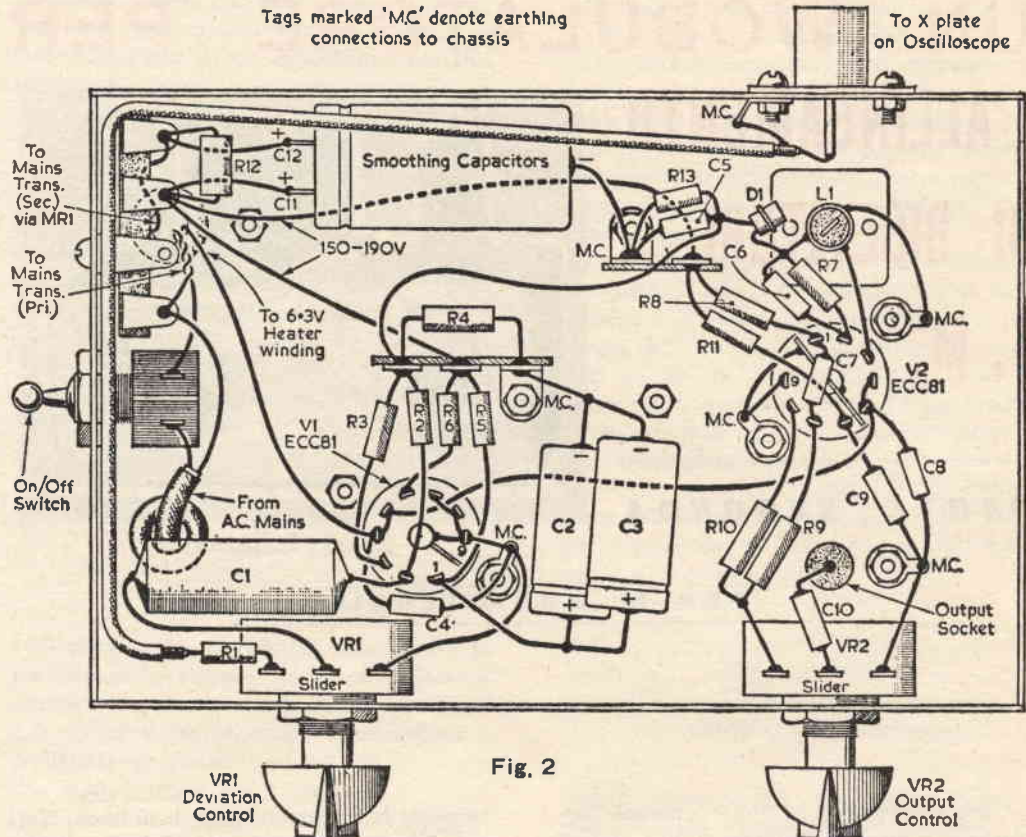 Tags marked 'M.C.' denote earthing
connections to chassis
To X plate
on Oscilloscope
M.C.
To
Mains
Trans.
(Sec.)
via MR1
R12
+
C12
+
C11
Smoothing Capacitors
-
R13
C5
D1
L1
150-190V
M.C.
C6
R7
To
Mains
Trans.
(Pri.)
To 6·3V
Heater
winding
R4
R8
R11
1
C7
M.C.
V2
ECC81
9
M.C.
M.C.
On/Off
Switch
R3
R2
R6
R5
V1
ECC81
-
-
C8
C9
From
A.C. Mains
9
M.C.
C2
C3
R10
R9
C1
1
M.C.
C4
+
+
C10
Output
Socket
R1
VR1
Slider
VR2
Slider
Fig. 2
VR1
Deviation
Control
VR2
Output
Control